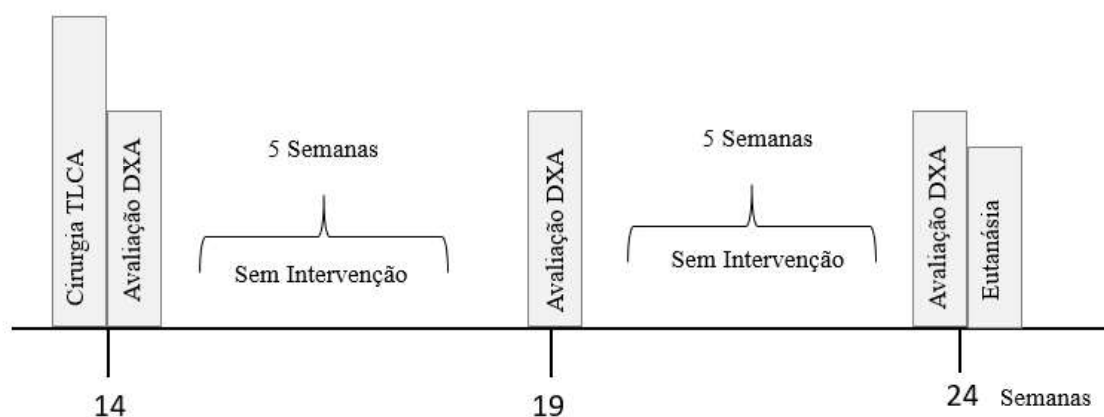 Cirurgia TLCA
Avaliação DXA
5 Semanas
Sem Intervenção
Avaliação DXA
5 Semanas
Sem Intervenção
Avaliação DXA
Eutanásia
14
19
24 Semanas